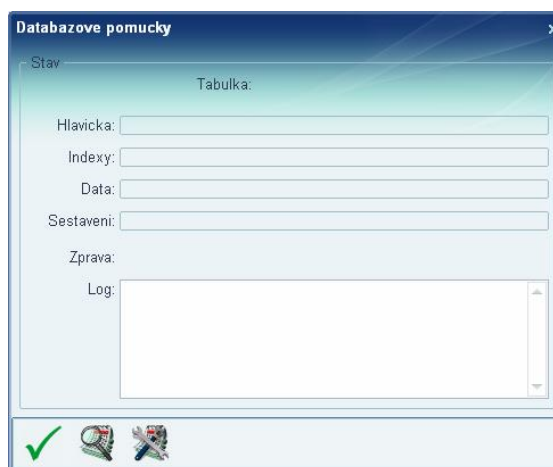 Databazove pomucky
Stav
Tabulka:
Hlavicka:
Indexy:
Data:
Sestaveni:
Zprava:
Log: